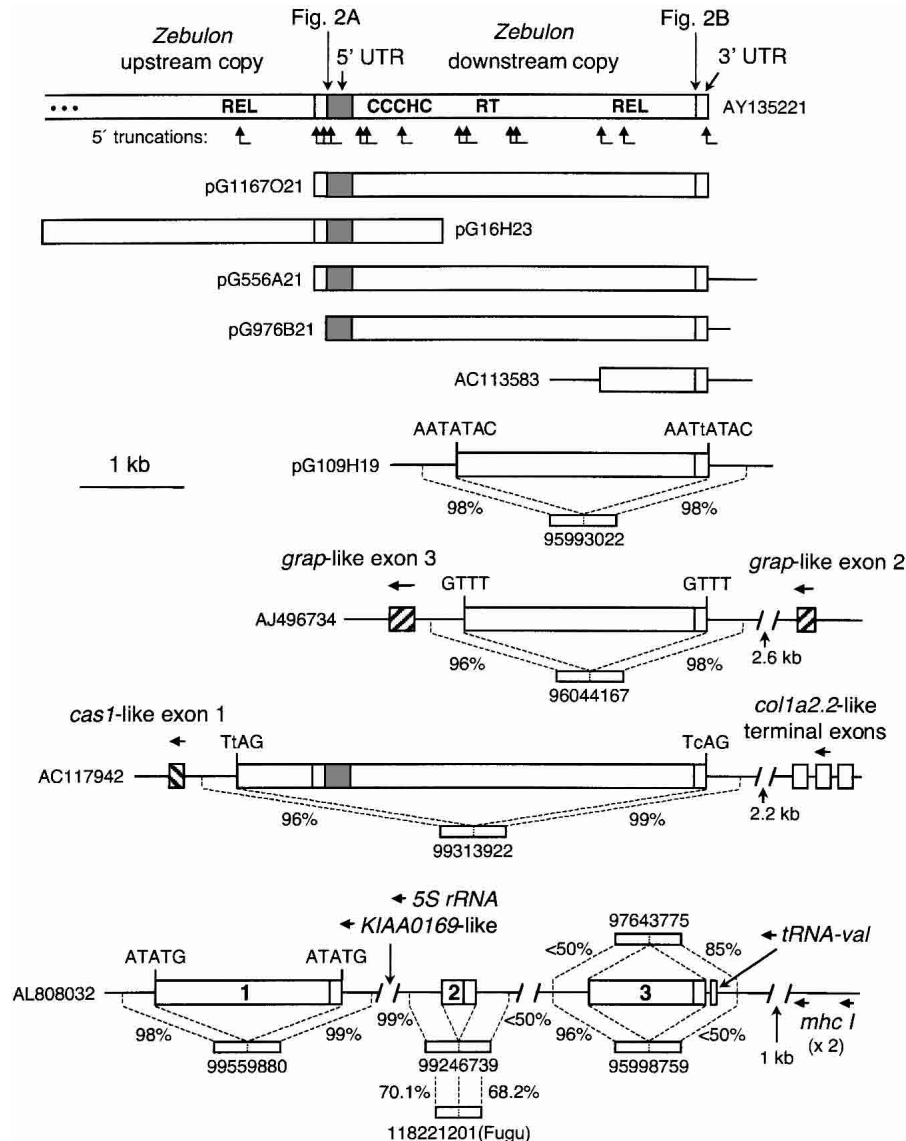 Fig. 2A
Fig. 2B
Zebulon
upstream copy
5' UTR
Zebulon
downstream copy
3' UTR
REL
CCCHC
RT
REL
AY135221
5´ truncations:
pG1167O21
pG16H23
pG556A21
pG976B21
AC113583
1 kb
AATATAC
AATtATAC
pG109H19
98%
98%
95993022
grap-like exon 3
grap-like exon 2
GTTT
GTTT
AJ496734
96%
98%
2.6 kb
96044167
cas1-like exon 1
col1a2.2-like
terminal exons
TtAG
TcAG
AC117942
96%
99%
2.2 kb
99313922
5S rRNA
KIAA0169-like
97643775
tRNA-val
<50%
85%
ATATG
ATATG
AL808032
1
2
3
98%
99%
99%
<50%
96%
<50%
mhc I
(x 2)
1 kb
99559880
99246739
95998759
70.1%
68.2%
118221201(Fugu)